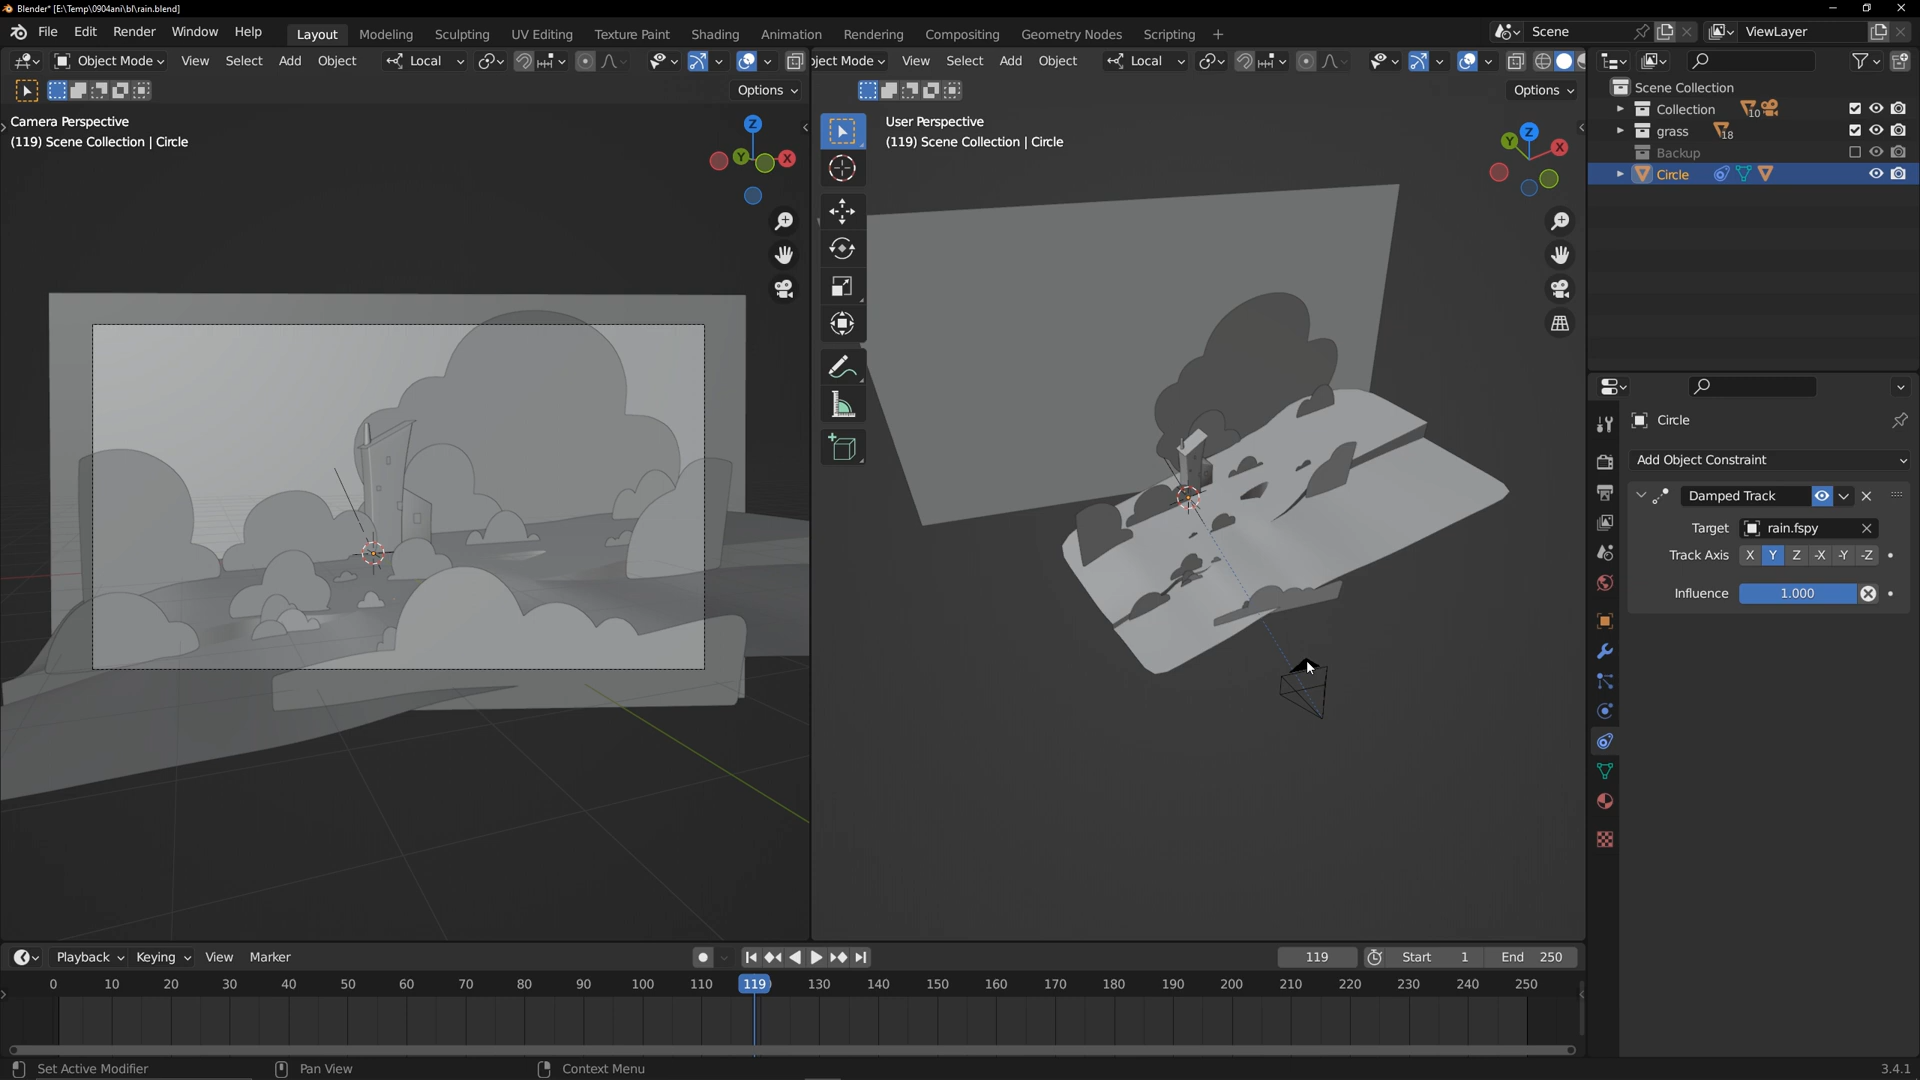 Blender* [E:\Temp\0904ani\bl\rain.blend]
File Edit Render Window Help Layout Modeling Sculpting UV Editing Texture Paint Shading Animation Rendering Compositing Geometry Nodes Scripting + Scene ViewLayer
Object Mode View Select Add Object Local
ject Mode View Select Add Object Local
Options
Options
Camera Perspective
(119) Scene Collection | Circle
Z
Y
X
User Perspective
(119) Scene Collection | Circle
Z
Y
X
Scene Collection
Collection 10
grass 18
Backup
Circle
Circle
Add Object Constraint
Damped Track
Target rain.fspy
Track Axis X Y Z -X -Y -Z
Influence 1.000
Playback Keying View Marker 119 Start 1 End 250
0 10 20 30 40 50 60 70 80 90 100 110 119 130 140 150 160 170 180 190 200 210 220 230 240 250
Set Active Modifier Pan View Context Menu 3.4.1